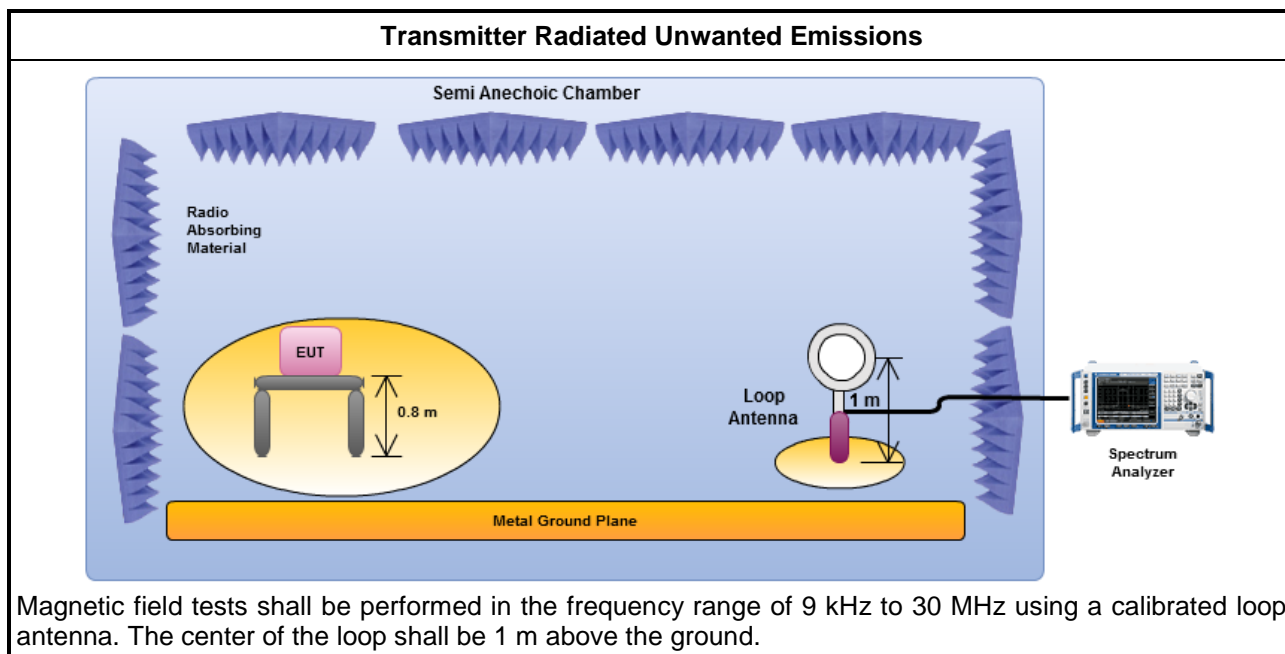 Transmitter Radiated Unwanted Emissions
Semi Anechoic Chamber
Radio
Absorbing
Material
EUT
0.8 m
Loop
Antenna
1 m
Spectrum
Analyzer
Metal Ground Plane
Magnetic field tests shall be performed in the frequency range of 9 kHz to 30 MHz using a calibrated loop
antenna. The center of the loop shall be 1 m above the ground.